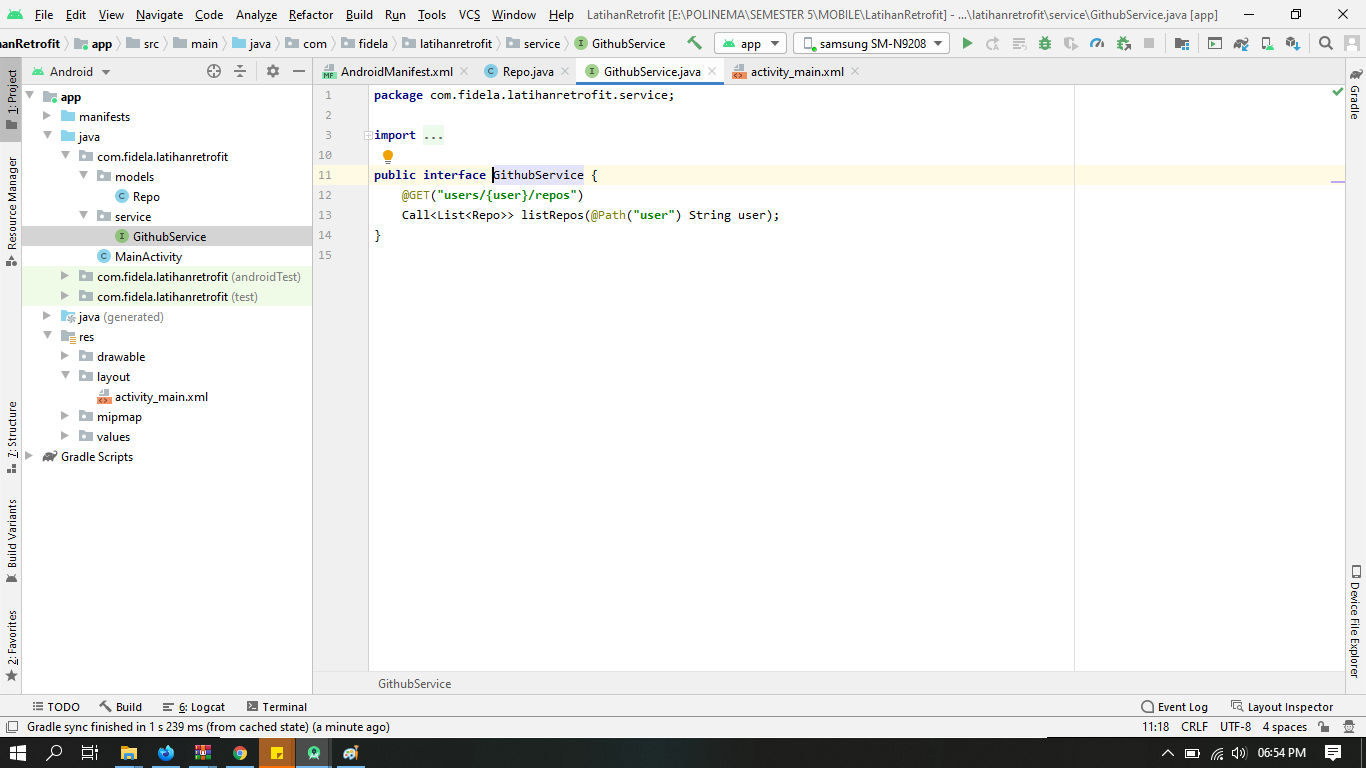 File Edit View Navigate Code Analyze Refactor Build Run Tools VCS Window Help LatihanRetrofit [E:\POLINEMA\SEMESTER 5\MOBILE\LatihanRetrofit] - ...\latihanretrofit\service\GithubService.java [app]
hanRetrofit app src main java com fidela latihanretrofit service GithubService app samsung SM-N9208
Android AndroidManifest.xml Repo.java GithubService.java activity_main.xml
1: Project
Resource Manager
7: Structure
Build Variants
2: Favorites
app
manifests
java
com.fidela.latihanretrofit
models
Repo
service
GithubService
MainActivity
com.fidela.latihanretrofit (androidTest)
com.fidela.latihanretrofit (test)
java (generated)
res
drawable
layout
activity_main.xml
mipmap
values
Gradle Scripts
1 package com.fidela.latihanretrofit.service;
2
3 import ...
10
11 public interface GithubService {
12 @GET("users/{user}/repos")
13 Call<List<Repo>> listRepos(@Path("user") String user);
14 }
15
GithubService
Gradle
Device File Explorer
TODO Build 6: Logcat Terminal Event Log Layout Inspector
Gradle sync finished in 1 s 239 ms (from cached state) (a minute ago) 11:18 CRLF UTF-8 4 spaces
06:54 PM